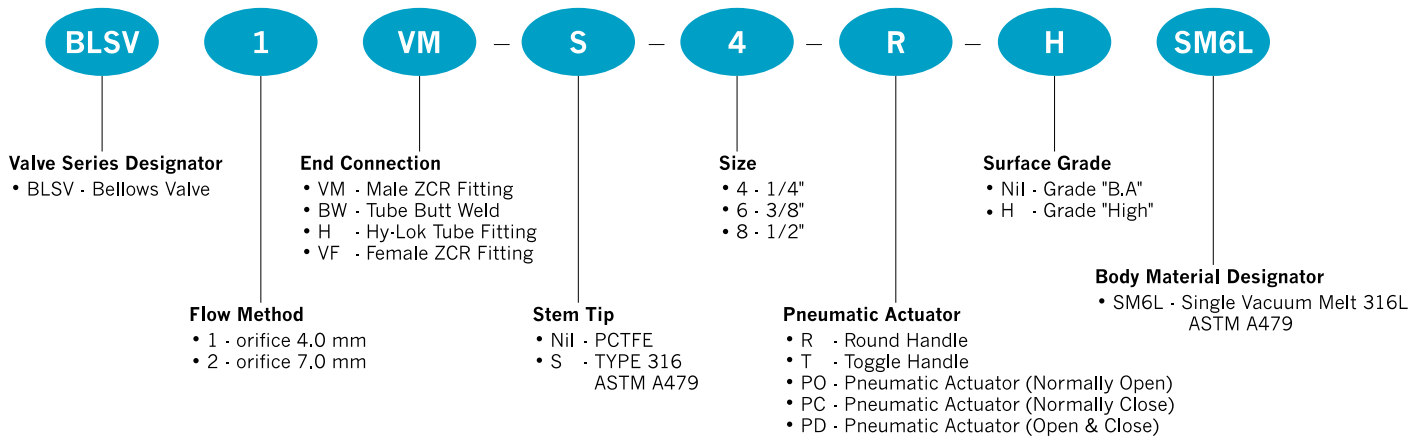 BLSV 1 VM - S - 4 - R - H SM6L
Valve Series Designator
• BLSV - Bellows Valve
End Connection
• VM - Male ZCR Fitting
• BW - Tube Butt Weld
• H - Hy-Lok Tube Fitting
• VF - Female ZCR Fitting
Size
• 4 - 1/4"
• 6 - 3/8"
• 8 - 1/2"
Surface Grade
• Nil - Grade "B.A"
• H - Grade "High"
Flow Method
• 1 - orifice 4.0 mm
• 2 - orifice 7.0 mm
Stem Tip
• Nil - PCTFE
• S - TYPE 316
ASTM A479
Pneumatic Actuator
• R - Round Handle
• T - Toggle Handle
• PO - Pneumatic Actuator (Normally Open)
• PC - Pneumatic Actuator (Normally Close)
• PD - Pneumatic Actuator (Open & Close)
Body Material Designator
• SM6L - Single Vacuum Melt 316L
ASTM A479